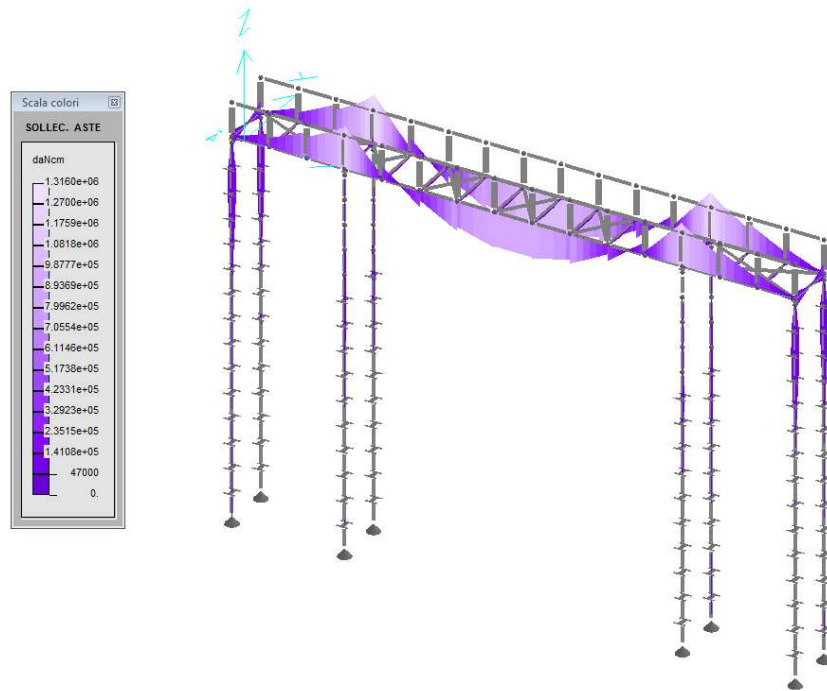 Scala colori
SOLLEC. ASTE
daNcm
1.3160e+06
1.2700e+06
1.1759e+06
1.0818e+06
9.8777e+05
8.9369e+05
7.9962e+05
7.0554e+05
6.1146e+05
5.1738e+05
4.2331e+05
3.2923e+05
2.3515e+05
1.4108e+05
47000
0.
Z